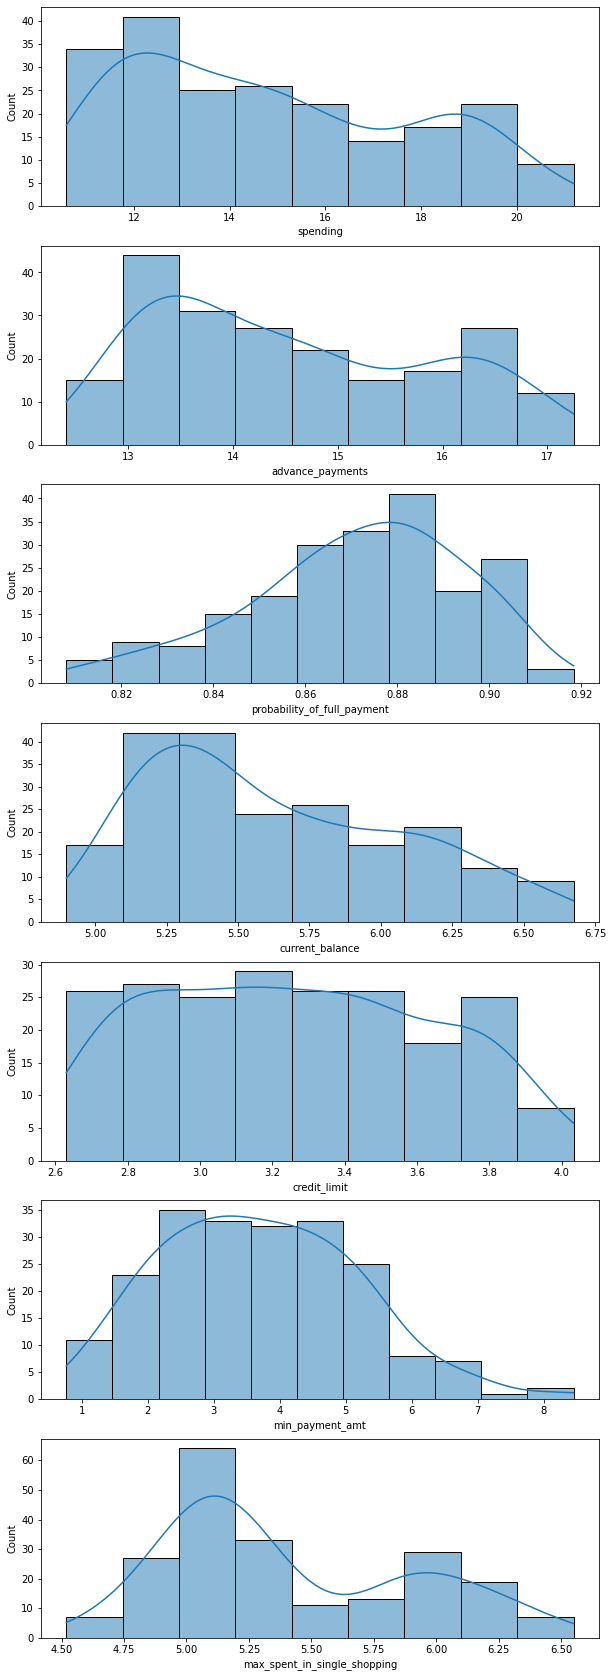 40
35
30
25
20
15
10
5
0
Count
12 14 16 18 20
spending
40
30
20
10
0
Count
13 14 15 16 17
advance_payments
40
35
30
25
20
15
10
5
0
Count
0.82 0.84 0.86 0.88 0.90 0.92
probability_of_full_payment
40
35
30
25
20
15
10
5
0
Count
5.00 5.25 5.50 5.75 6.00 6.25 6.50 6.75
current_balance
30
25
20
15
10
5
0
Count
2.6 2.8 3.0 3.2 3.4 3.6 3.8 4.0
credit_limit
35
30
25
20
15
10
5
0
Count
1 2 3 4 5 6 7 8
min_payment_amt
60
50
40
30
20
10
0
Count
4.50 4.75 5.00 5.25 5.50 5.75 6.00 6.25 6.50
max_spent_in_single_shopping